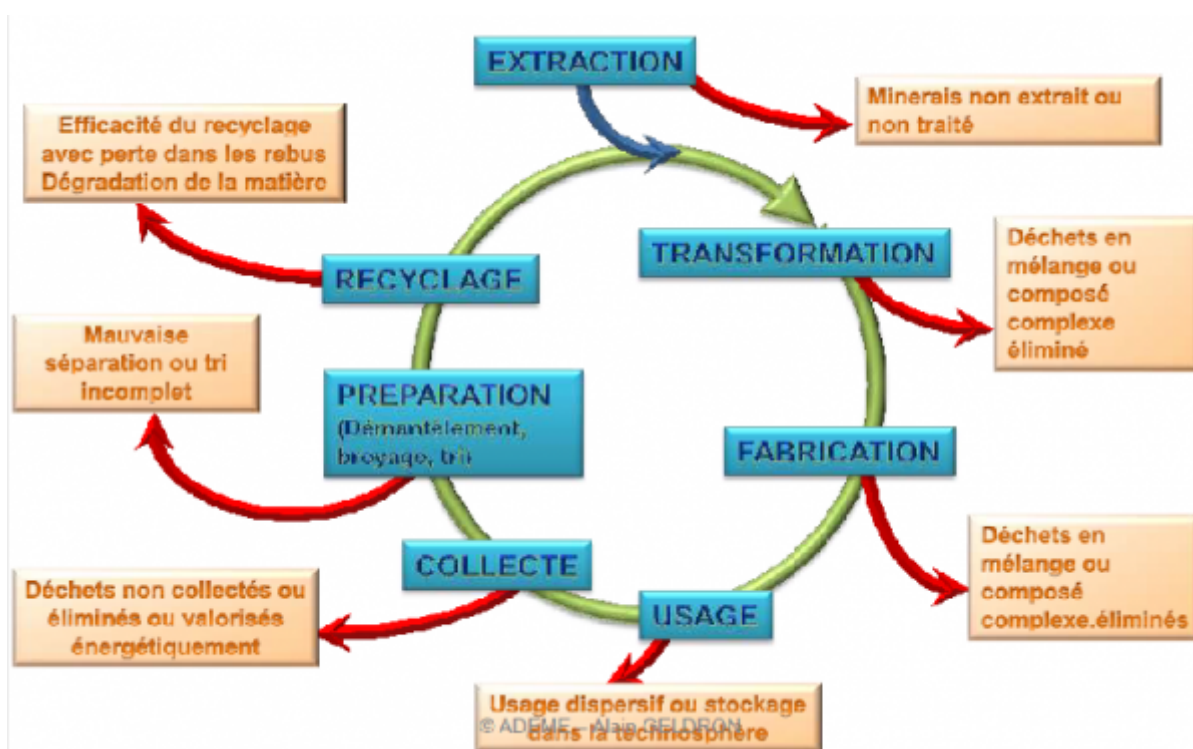 EXTRACTION
Minerais non extrait ou
non traité
Efficacité du recyclage
avec perte dans les rebus
Dégradation de la matière
TRANSFORMATION
Déchets en
mélange ou
composé
complexe
éliminé
RECYCLAGE
Mauvaise
séparation ou tri
incomplet
PREPARATION
(Démantèlement,
broyage, tri)
FABRICATION
Déchets en
mélange ou
composé
complexe.éliminés
COLLECTE
Déchets non collectés ou
éliminés ou valorisés
énergétiquement
USAGE
Usage dispersif ou stockage
dans la technosphère
© ADEME – Alain GELDRON